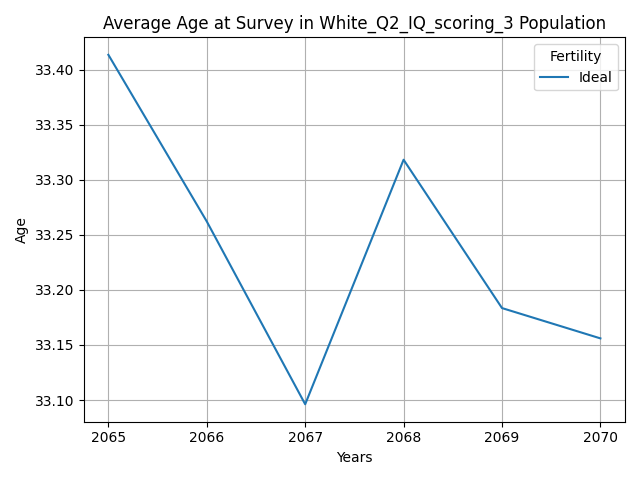 Average Age at Survey in White_Q2_IQ_scoring_3 Population
Fertility
Ideal
33.40
33.35
33.30
33.25
33.20
33.15
33.10
Age
2065 2066 2067 2068 2069 2070
Years